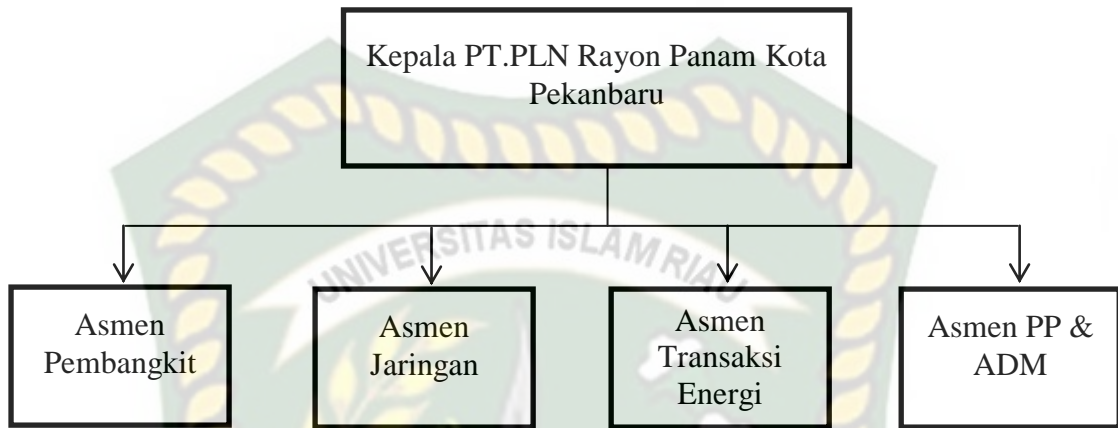 Kepala PT.PLN Rayon Panam Kota
Pekanbaru
UNIVERSITAS ISLAM RIAU
Asmen
Pembangkit
Asmen
Jaringan
Asmen
Transaksi
Energi
Asmen PP &
ADM